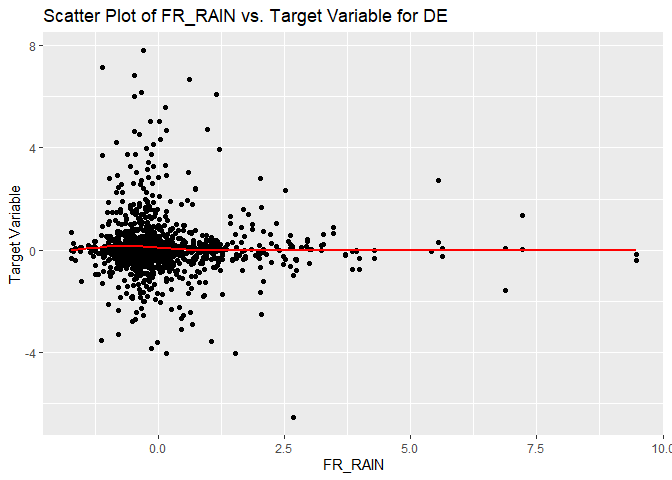 Scatter Plot of FR_RAIN vs. Target Variable for DE
8
4
0
-4
Target Variable
0.0 2.5 5.0 7.5 10.0
FR_RAIN